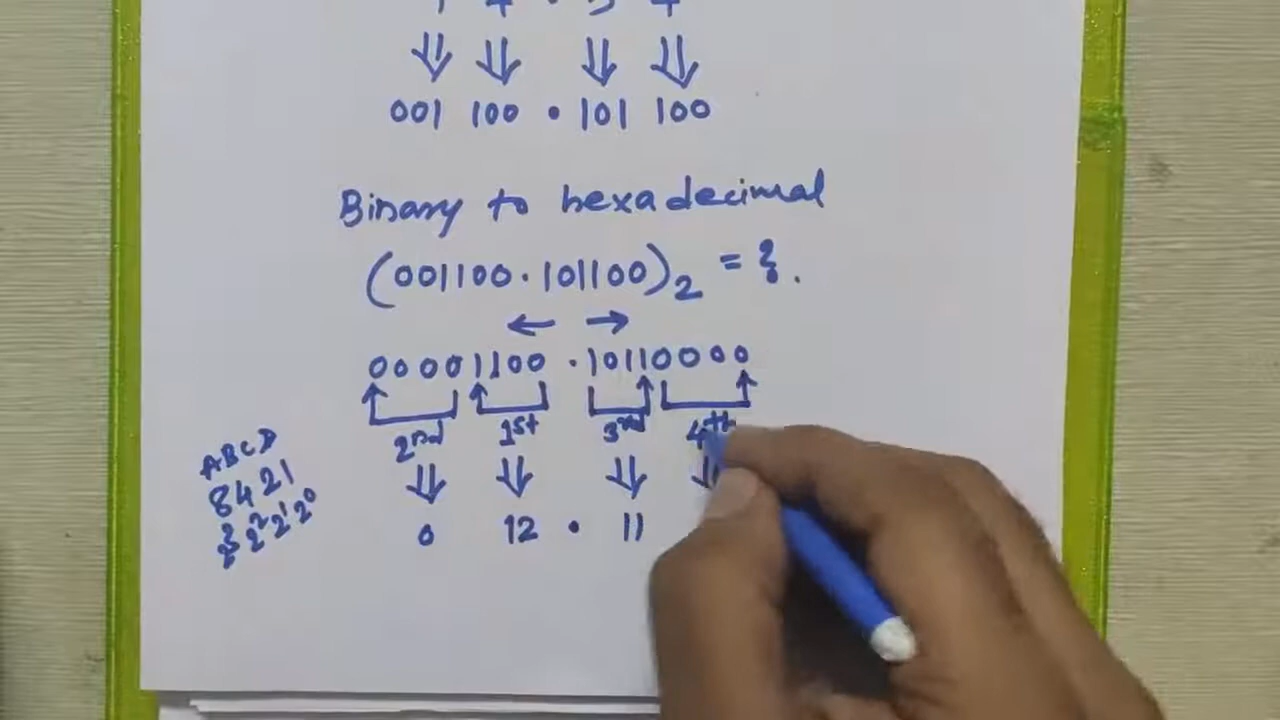 001 100 . 101 100
Binary to hexadecimal
(001100.101100)2 = {.
← →
00001100 .10110000
2nd 1st 3rd 4th
ABCD
8421
2³2²2¹2⁰
0 12 . 11